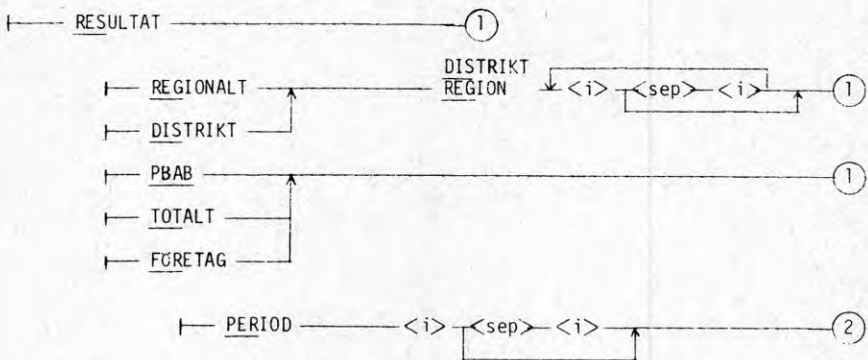 RESULTAT 1
DISTRIKT
REGIONALT REGION <i> <sep> <i> 1
DISTRIKT
PBAB 1
TOTALT
FÖRETAG
PERIOD <i> <sep> <i> 2